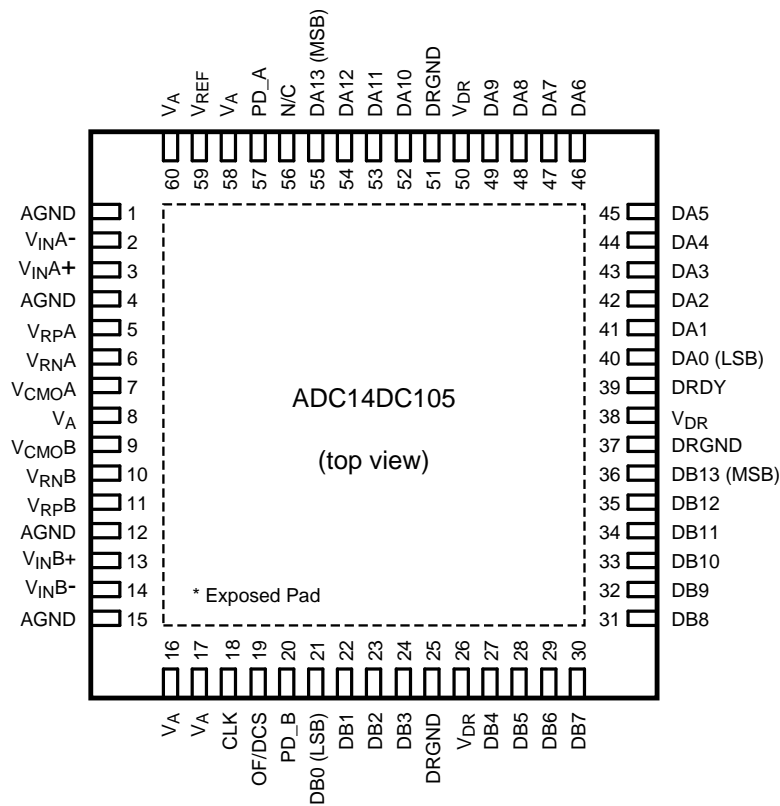 VA
VREF
VA
PD_A
N/C
DA13 (MSB)
DA12
DA11
DA10
DRGND
VDR
DA9
DA8
DA7
DA6
60
59
58
57
56
55
54
53
52
51
50
49
48
47
46
AGND 1
VINA- 2
VINA+ 3
AGND 4
VRPA 5
VRNA 6
VCMOA 7
VA 8
VCMOB 9
VRNB 10
VRPB 11
AGND 12
VINB+ 13
VINB- 14
AGND 15
ADC14DC105
(top view)
* Exposed Pad
45 DA5
44 DA4
43 DA3
42 DA2
41 DA1
40 DA0 (LSB)
39 DRDY
38 VDR
37 DRGND
36 DB13 (MSB)
35 DB12
34 DB11
33 DB10
32 DB9
31 DB8
16
17
18
19
20
21
22
23
24
25
26
27
28
29
30
VA
VA
CLK
OF/DCS
PD_B
DB0 (LSB)
DB1
DB2
DB3
DRGND
VDR
DB4
DB5
DB6
DB7